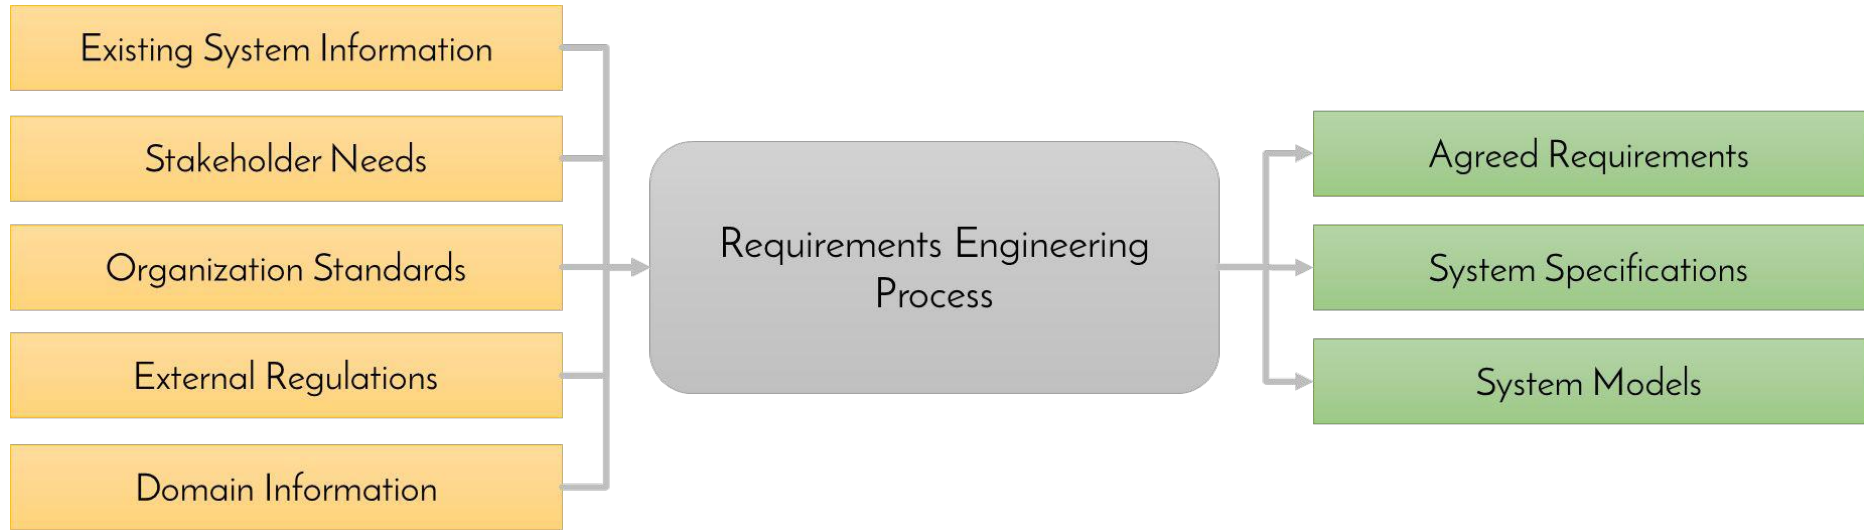 Existing System Information
Stakeholder Needs
Organization Standards
External Regulations
Domain Information
Requirements Engineering
Process
Agreed Requirements
System Specifications
System Models